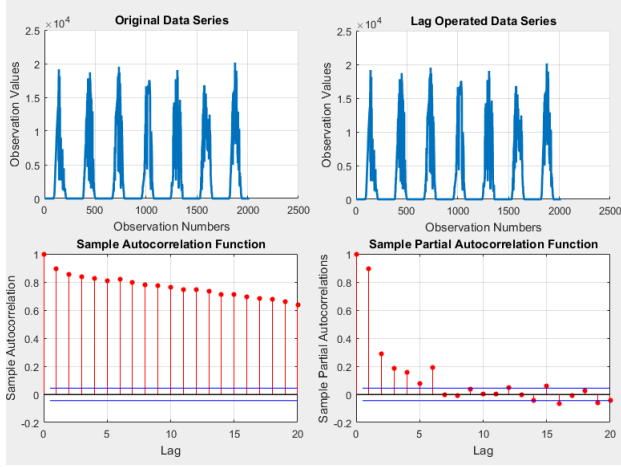 Original Data Series
×10^4
2.5
2
1.5
1
0.5
0
0 500 1000 1500 2000 2500
Observation Values
Observation Numbers
Lag Operated Data Series
×10^4
2.5
2
1.5
1
0.5
0
0 500 1000 1500 2000 2500
Observation Values
Observation Numbers
Sample Autocorrelation Function
1
0.8
0.6
0.4
0.2
0
-0.2
0 5 10 15 20
Sample Autocorrelation
Lag
Sample Partial Autocorrelation Function
1
0.8
0.6
0.4
0.2
0
-0.2
0 5 10 15 20
Sample Partial Autocorrelations
Lag